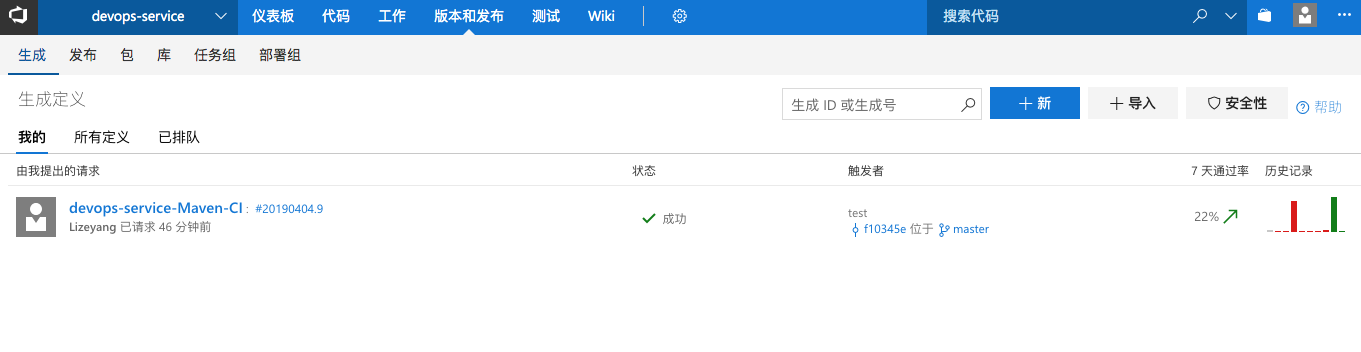 devops-service 仪表板 代码 工作 版本和发布 测试 Wiki 搜索代码
生成 发布 包 库 任务组 部署组
生成定义 生成 ID 或生成号 新 导入 安全性 帮助
我的 所有定义 已排队
由我提出的请求 状态 触发者 7 天通过率 历史记录
devops-service-Maven-CI : #20190404.9
Lizeyang 已请求 46 分钟前
成功
test
f10345e 位于 master
22%